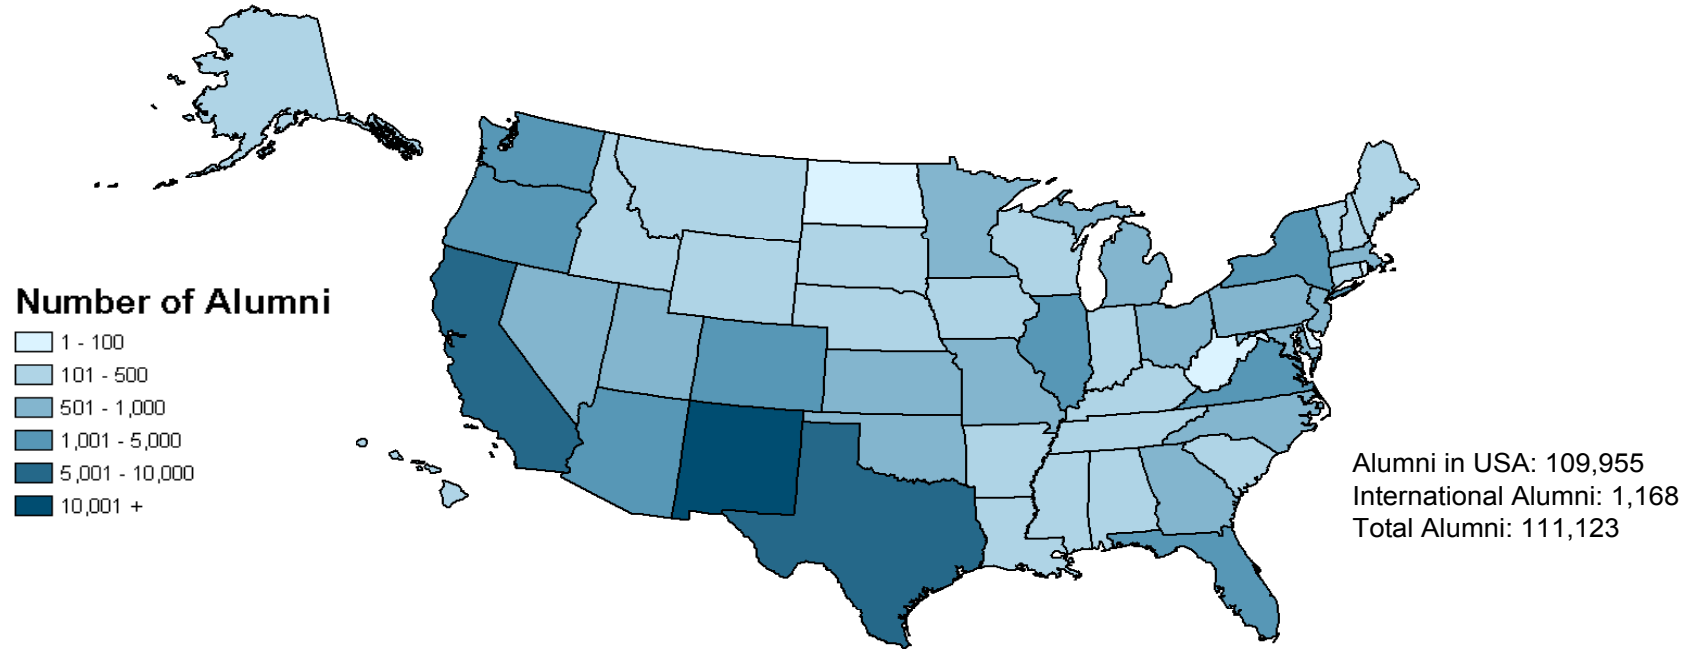 Number of Alumni
1 - 100
101 - 500
501 - 1,000
1,001 - 5,000
5,001 - 10,000
10,001 +
Alumni in USA: 109,955
International Alumni: 1,168
Total Alumni: 111,123